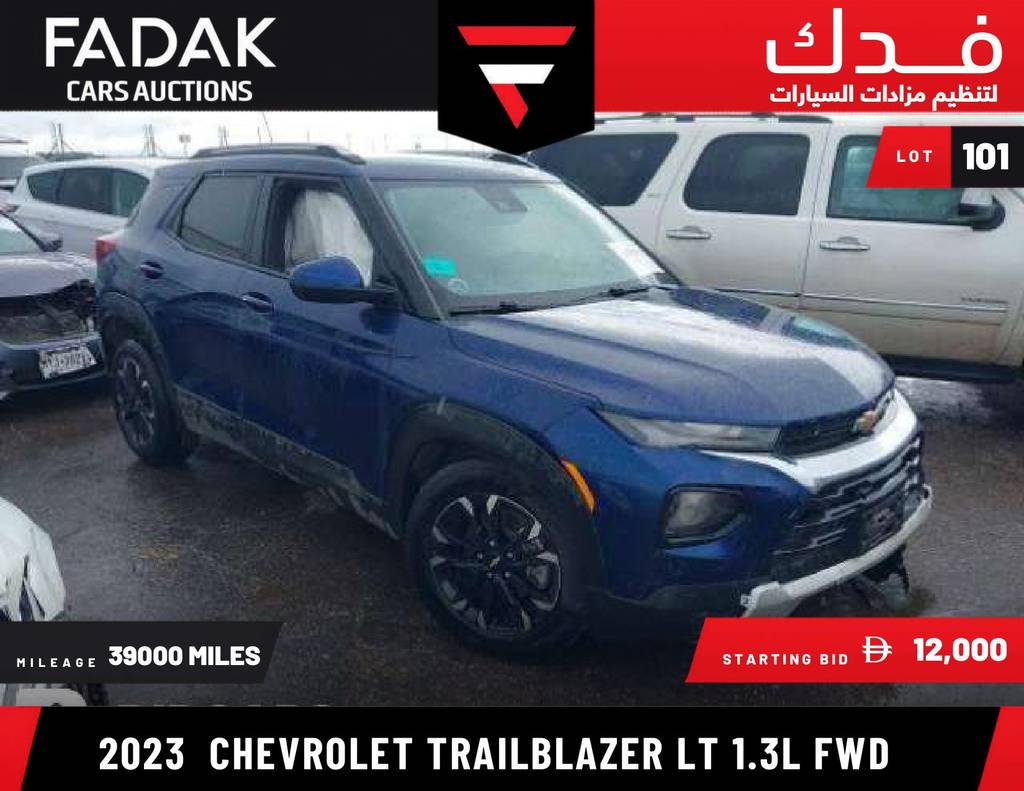 FADAK
CARS AUCTIONS
فدك
لتنظيم مزادات السيارات
LOT 101
MILEAGE 39000 MILES
STARTING BID 12,000
2023 CHEVROLET TRAILBLAZER LT 1.3L FWD